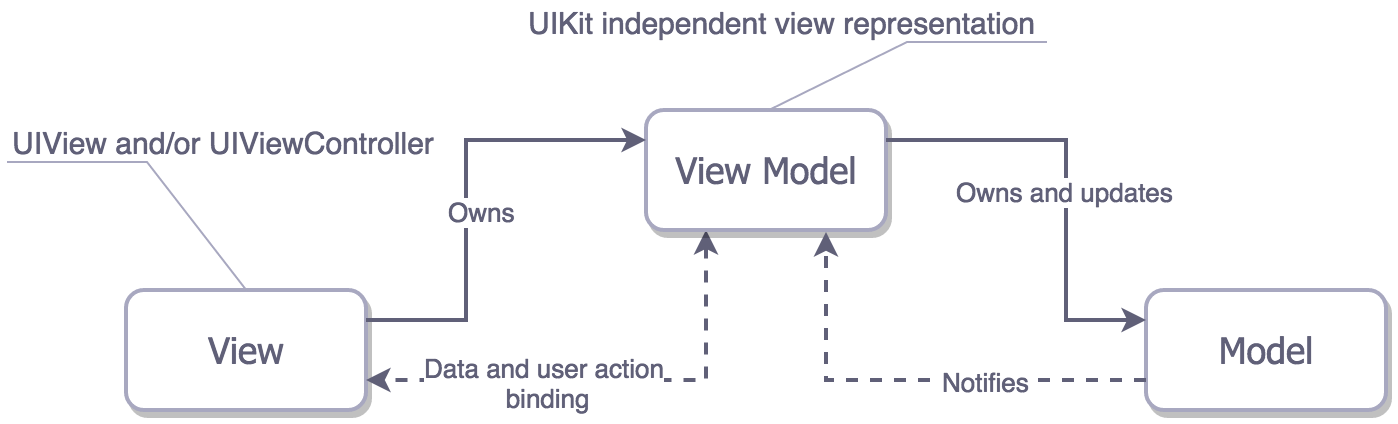 UIKit independent view representation
UIView and/or UIViewController
View Model
Owns and updates
Owns
View
Data and user action
binding
Notifies
Model